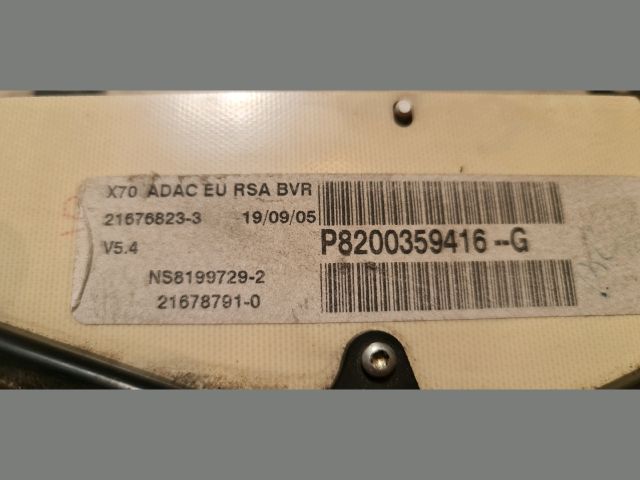 X70 ADAC EU RSA BVR
21676823-3 19/09/05
V5.4
P8200359416--G
NS8199729-2
21678791-0